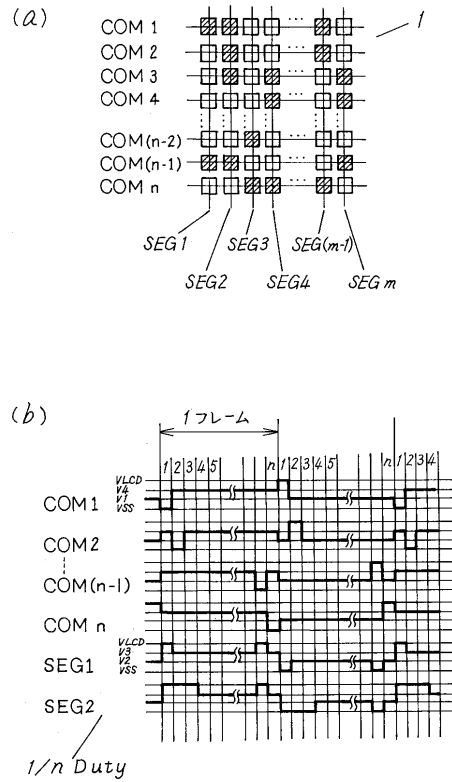 (a)
1
COM 1
COM 2
COM 3
COM 4
COM(n-2)
COM(n-1)
COM n
SEG1
SEG2
SEG3
SEG4
SEG(m-1)
SEG m
(b)
1フレーム
1 2 3 4 5 n 1 2 3 4 5 n 1 2 3 4
VLCD
V4
V1
VSS
COM 1
COM2
COM(n-1)
COM n
VLCD
V3
V2
VSS
SEG1
SEG2
1/n Duty